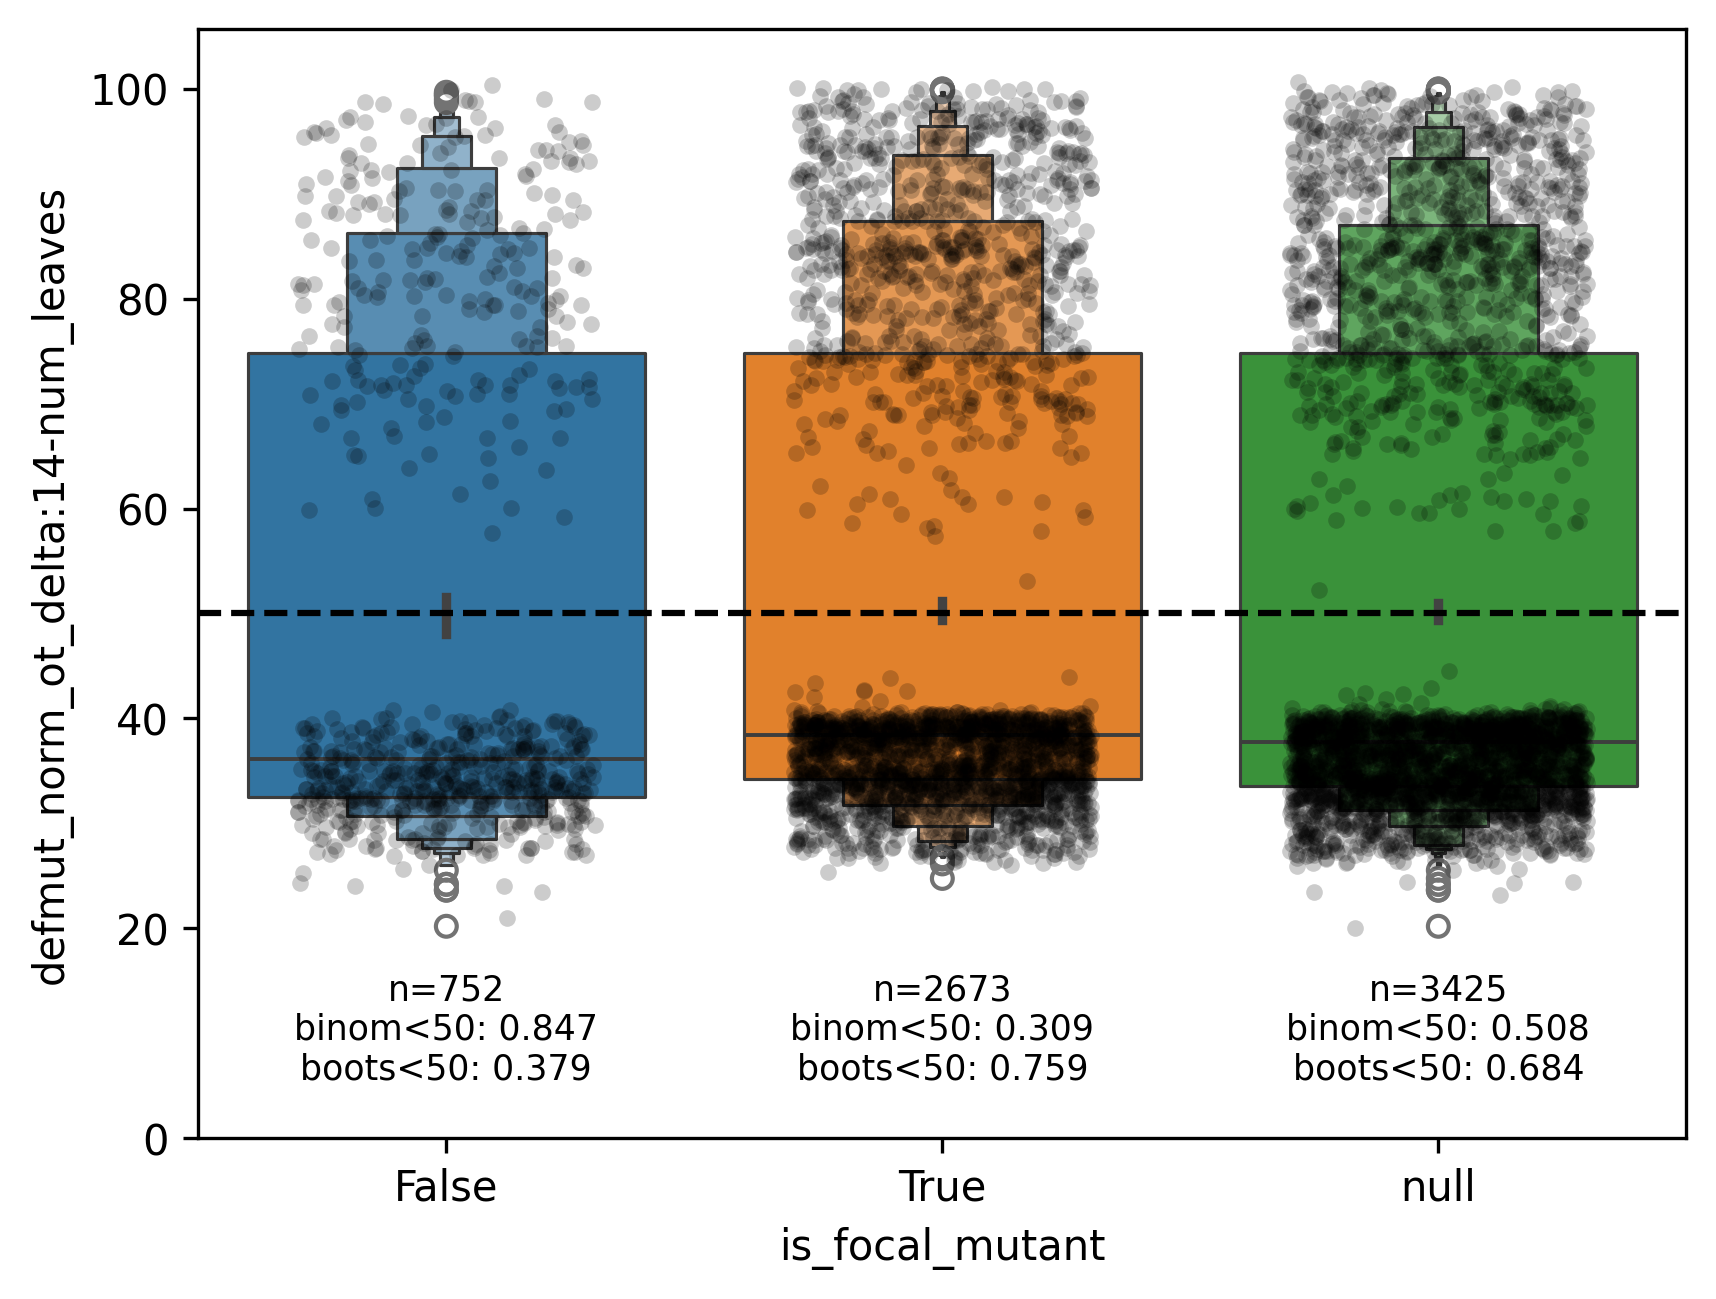 defmut_norm_ot_delta:14-num_leaves
100
80
60
40
20
0
n=752
binom<50: 0.847
boots<50: 0.379
n=2673
binom<50: 0.309
boots<50: 0.759
n=3425
binom<50: 0.508
boots<50: 0.684
False
True
null
is_focal_mutant